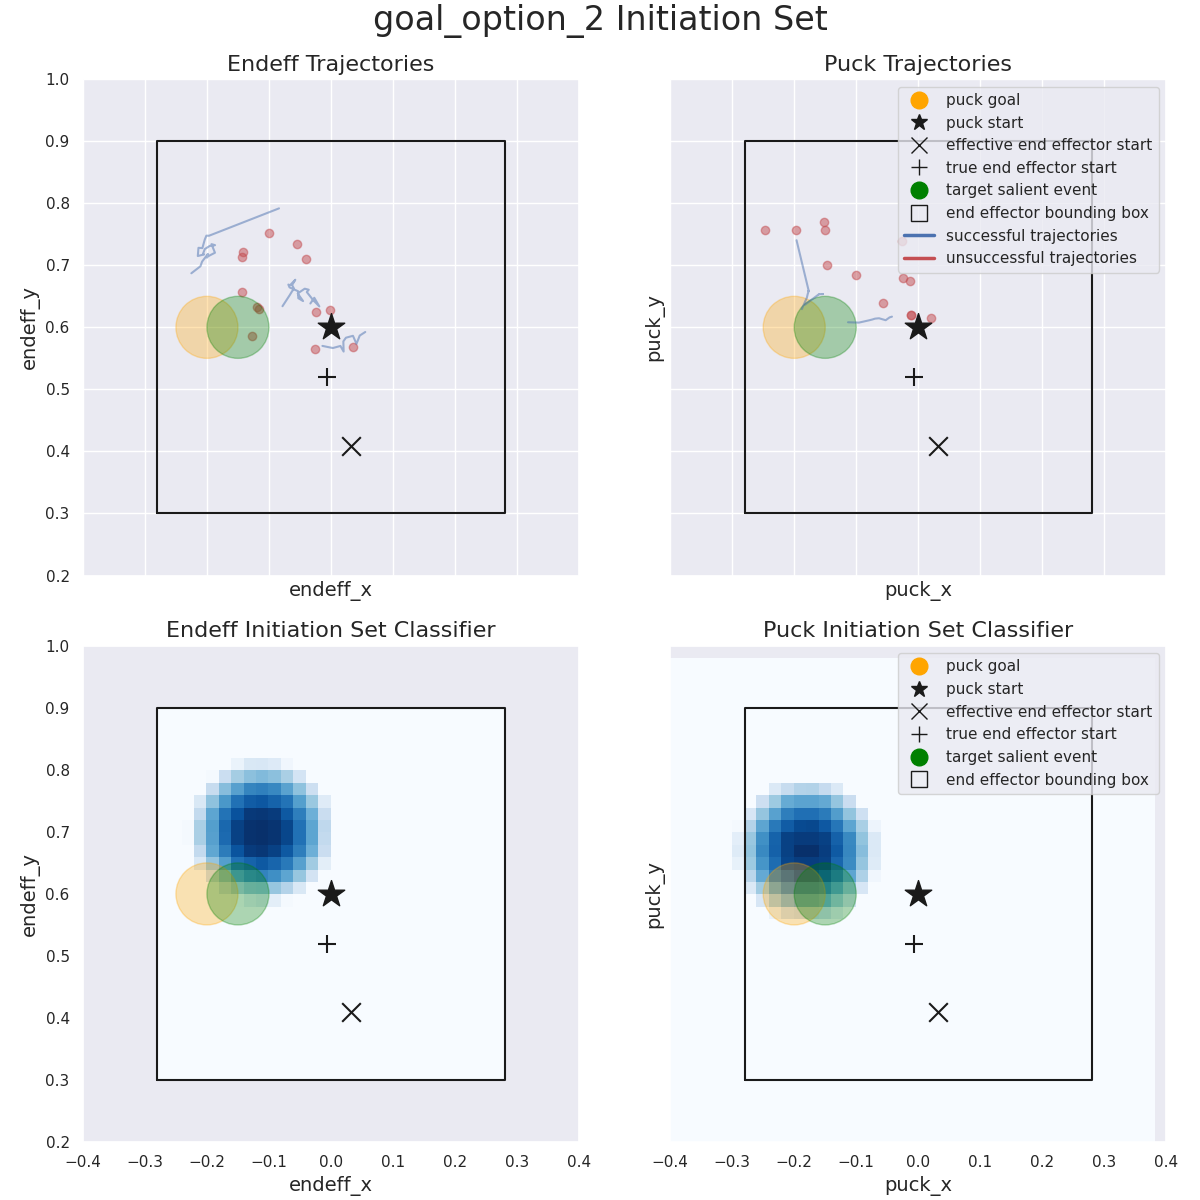 goal_option_2 Initiation Set
Endeff Trajectories
1.0
0.9
0.8
0.7
0.6
0.5
0.4
0.3
0.2
endeff_y
endeff_x
Puck Trajectories
puck goal
puck start
effective end effector start
true end effector start
target salient event
end effector bounding box
successful trajectories
unsuccessful trajectories
puck_y
puck_x
Endeff Initiation Set Classifier
1.0
0.9
0.8
0.7
0.6
0.5
0.4
0.3
0.2
endeff_y
−0.4 −0.3 −0.2 −0.1 0.0 0.1 0.2 0.3 0.4
endeff_x
Puck Initiation Set Classifier
puck goal
puck start
effective end effector start
true end effector start
target salient event
end effector bounding box
puck_y
−0.4 −0.3 −0.2 −0.1 0.0 0.1 0.2 0.3 0.4
puck_x